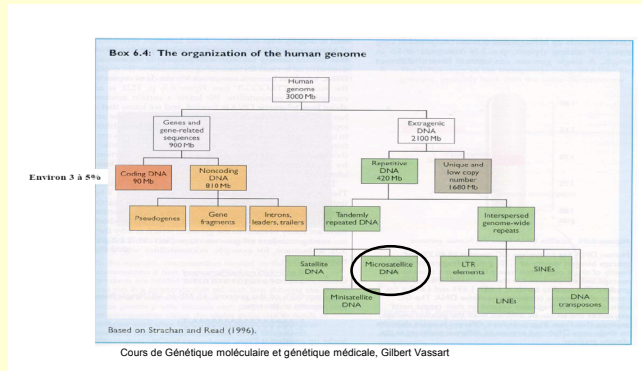 Box 6.4: The organization of the human genome
Human
genome
3000 Mb
Genes and
gene-related
sequences
900 Mb
Extragenic
DNA
2100 Mb
Environ 3 à 5%
Coding DNA
90 Mb
Noncoding
DNA
810 Mb
Repetitive
DNA
420 Mb
Unique and
low copy
number
1680 Mb
Pseudogenes
Gene
fragments
Introns,
leaders, trailers
Tandemly
repeated DNA
Interspersed
genome-wide
repeats
Satellite
DNA
Microsatellite
DNA
LTR
elements
SINEs
Minisatellite
DNA
LINEs
DNA
transposons
Based on Strachan and Read (1996).
Cours de Génétique moléculaire et génétique médicale, Gilbert Vassart